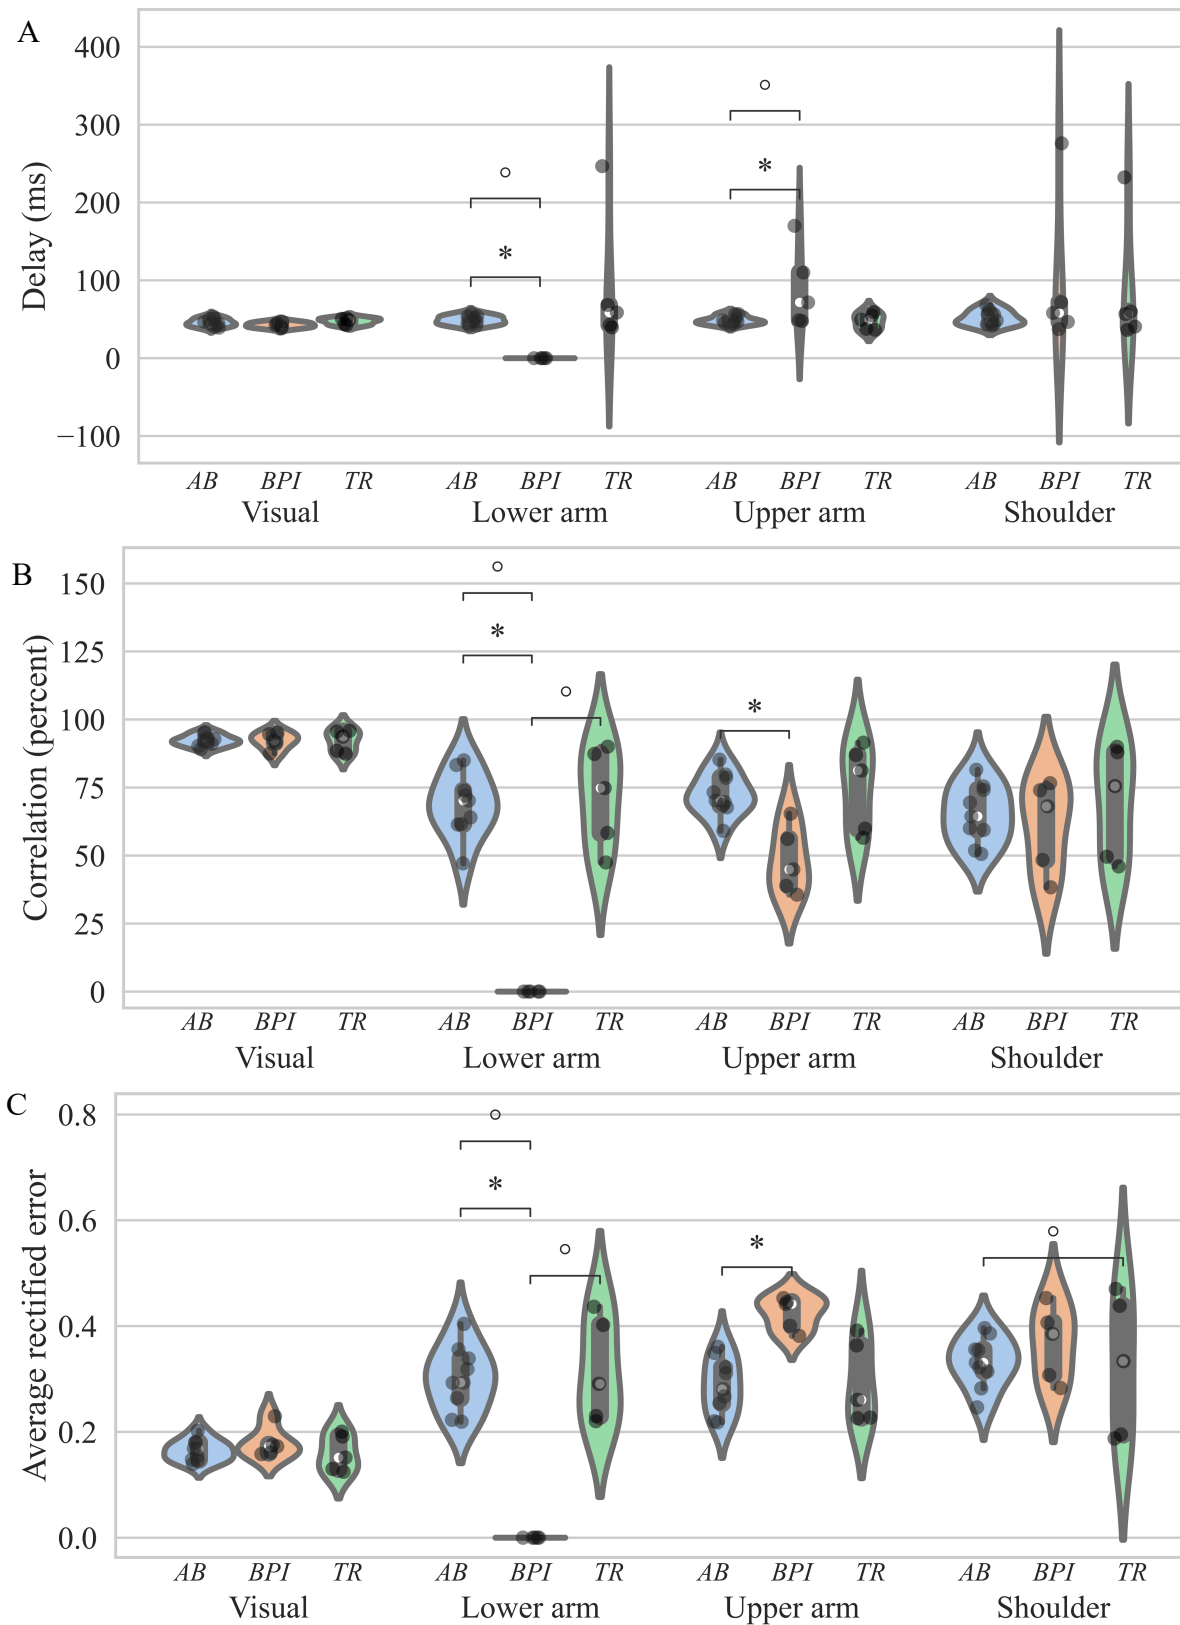 A
Delay (ms)
400
300
200
100
0
−100
AB BPI TR AB BPI TR AB BPI TR AB BPI TR
Visual Lower arm Upper arm Shoulder
° ° * *
B
Correlation (percent)
150
125
100
75
50
25
0
° * ° *
AB BPI TR AB BPI TR AB BPI TR AB BPI TR
Visual Lower arm Upper arm Shoulder
C
Average rectified error
0.8
0.6
0.4
0.2
0.0
° * ° * °
AB BPI TR AB BPI TR AB BPI TR AB BPI TR
Visual Lower arm Upper arm Shoulder